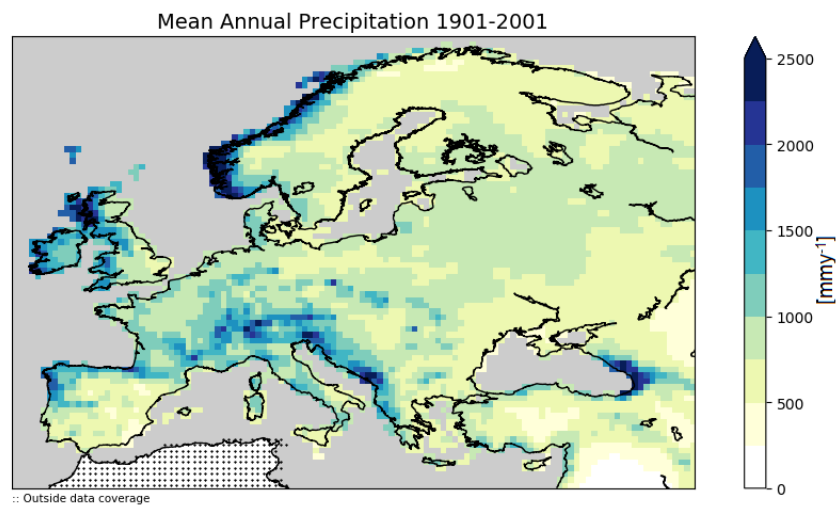 Mean Annual Precipitation 1901-2001
2500
2000
1500
1000
500
0
[mmy⁻¹]
:: Outside data coverage